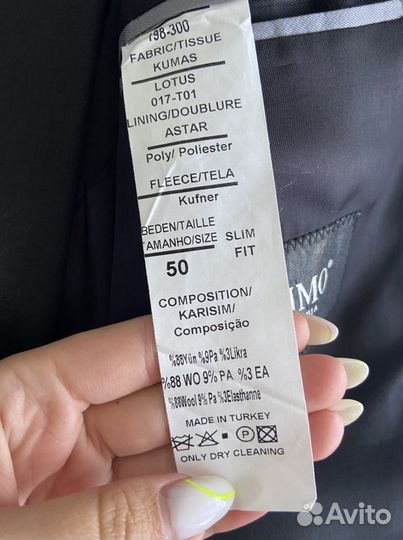 798-300
FABRIC/TISSUE
KUMAS
LOTUS
017-T01
LINING/DOUBLURE
ASTAR
Poly/ Poliester
FLEECE/TELA
Kufner
BEDEN/TAILLE
TAMANHO/SIZE SLIM
50 FIT
COMPOSITION/
KARISIM/
Composição
%88Yün %9Pa %3Likra
%88 WO 9% PA %3 EA
%88Wool 9% Pa %3Elasthanne
MADE IN TURKEY
ONLY DRY CLEANING
Avito